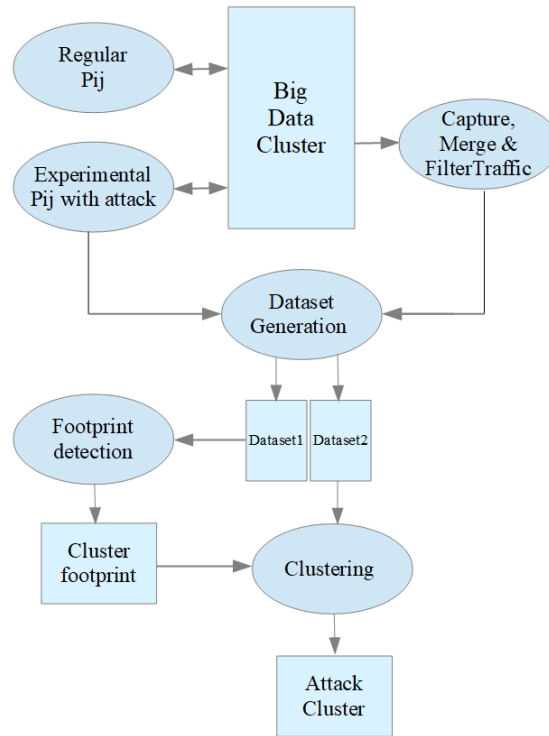 Regular
Pij
Big
Data
Cluster
Capture,
Merge &
FilterTraffic
Experimental
Pij with attack
Dataset
Generation
Footprint
detection
Dataset1
Dataset2
Cluster
footprint
Clustering
Attack
Cluster